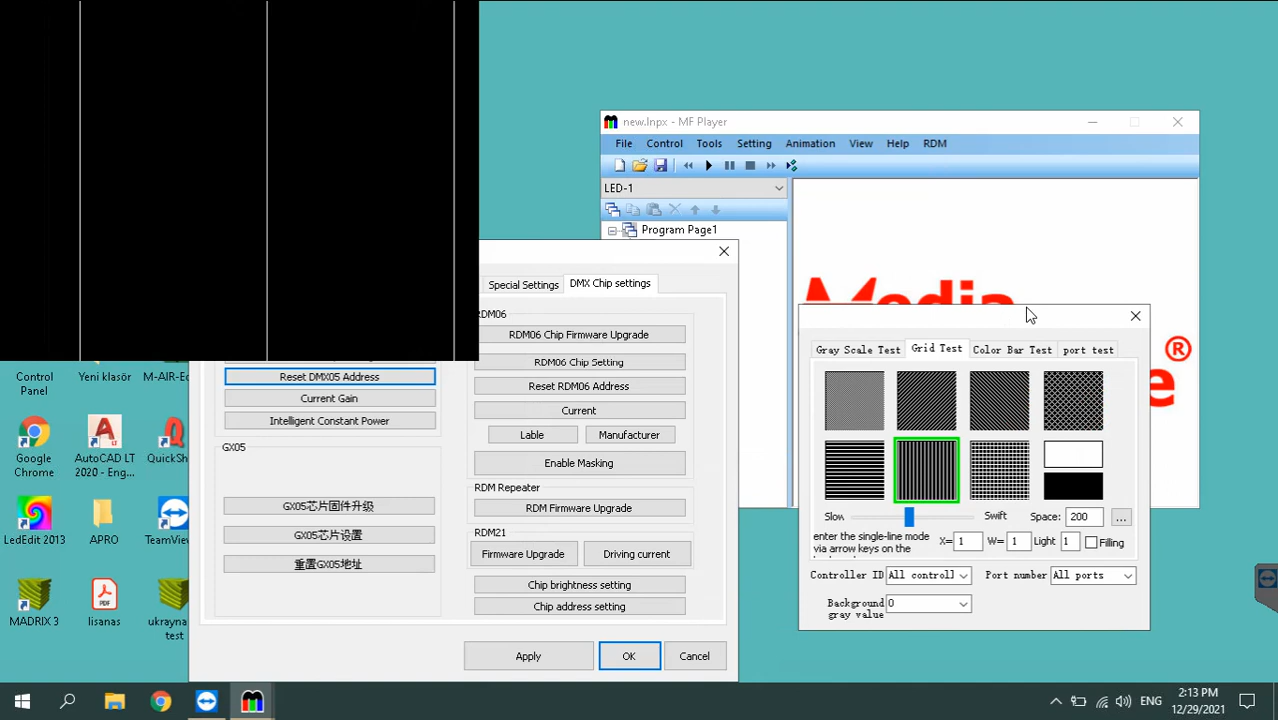 new.lnpx - MF Player
File Control Tools Setting Animation View Help RDM
LED-1
Program Page1
Media
®
e
Special Settings DMX Chip settings
RDM06
RDM06 Chip Firmware Upgrade
RDM06 Chip Setting
Reset RDM06 Address
Current
Lable Manufacturer
Enable Masking
RDM Repeater
RDM Firmware Upgrade
RDM21
Firmware Upgrade Driving current
Chip brightness setting
Chip address setting
Reset DMX05 Address
Current Gain
Intelligent Constant Power
GX05
GX05芯片固件升级
GX05芯片设置
重置GX05地址
Apply OK Cancel
Gray Scale Test Grid Test Color Bar Test port test
Slow Swift Space: 200 ...
enter the single-line mode
via arrow keys on the
X= 1 W= 1 Light 1 Filling
Controller ID All controll Port number All ports
Background
gray value 0
Control
Panel
Yeni klasör
M-AIR-Ed
Google
Chrome
AutoCAD LT
2020 - Eng...
QuickSh
LedEdit 2013
APRO
TeamView
MADRIX 3
lisanas
ukrayna
test
ENG
2:13 PM
12/29/2021